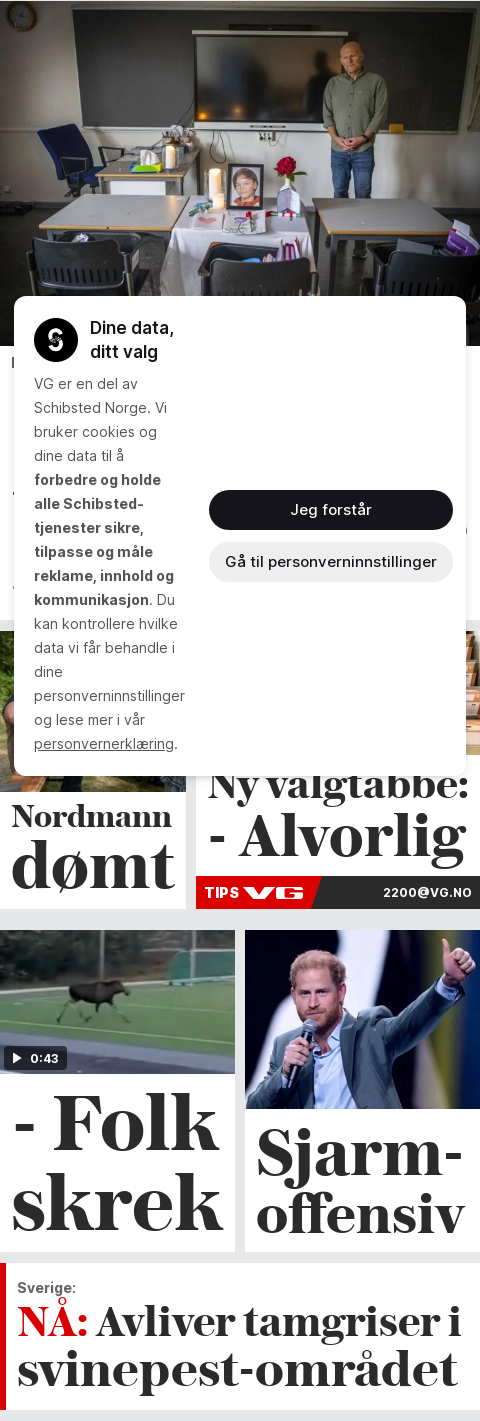 Dine data,
ditt valg
VG er en del av
Schibsted Norge. Vi
bruker cookies og
dine data til å
forbedre og holde
alle Schibsted-
tjenester sikre,
tilpasse og måle
reklame, innhold og
kommunikasjon. Du
kan kontrollere hvilke
data vi får behandle i
dine
personverninnstillinger
og lese mer i vår
personvernerklæring.
Jeg forstår
Gå til personverninnstillinger
Nordmann
dømt
Ny valgtabbe:
- Alvorlig
TIPS VG 2200@VG.NO
0:43
- Folk
skrek
Sjarm-
offensiv
Sverige:
NÅ: Avliver tamgriser i
svinepest-området